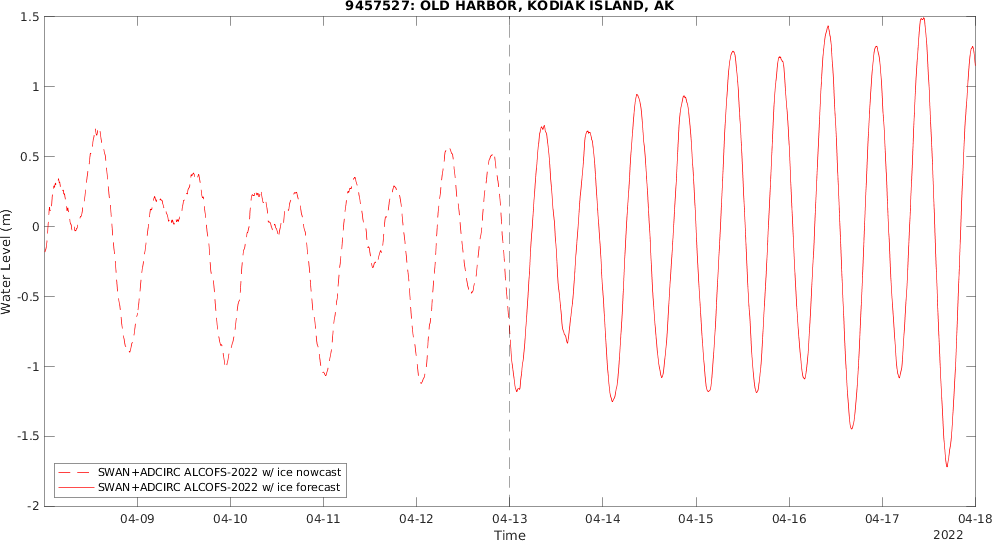 9457527: OLD HARBOR, KODIAK ISLAND, AK
1.5
1
0.5
0
-0.5
-1
-1.5
-2
Water Level (m)
SWAN+ADCIRC ALCOFS-2022 w/ ice nowcast
SWAN+ADCIRC ALCOFS-2022 w/ ice forecast
04-09 04-10 04-11 04-12 04-13 04-14 04-15 04-16 04-17 04-18
Time
2022